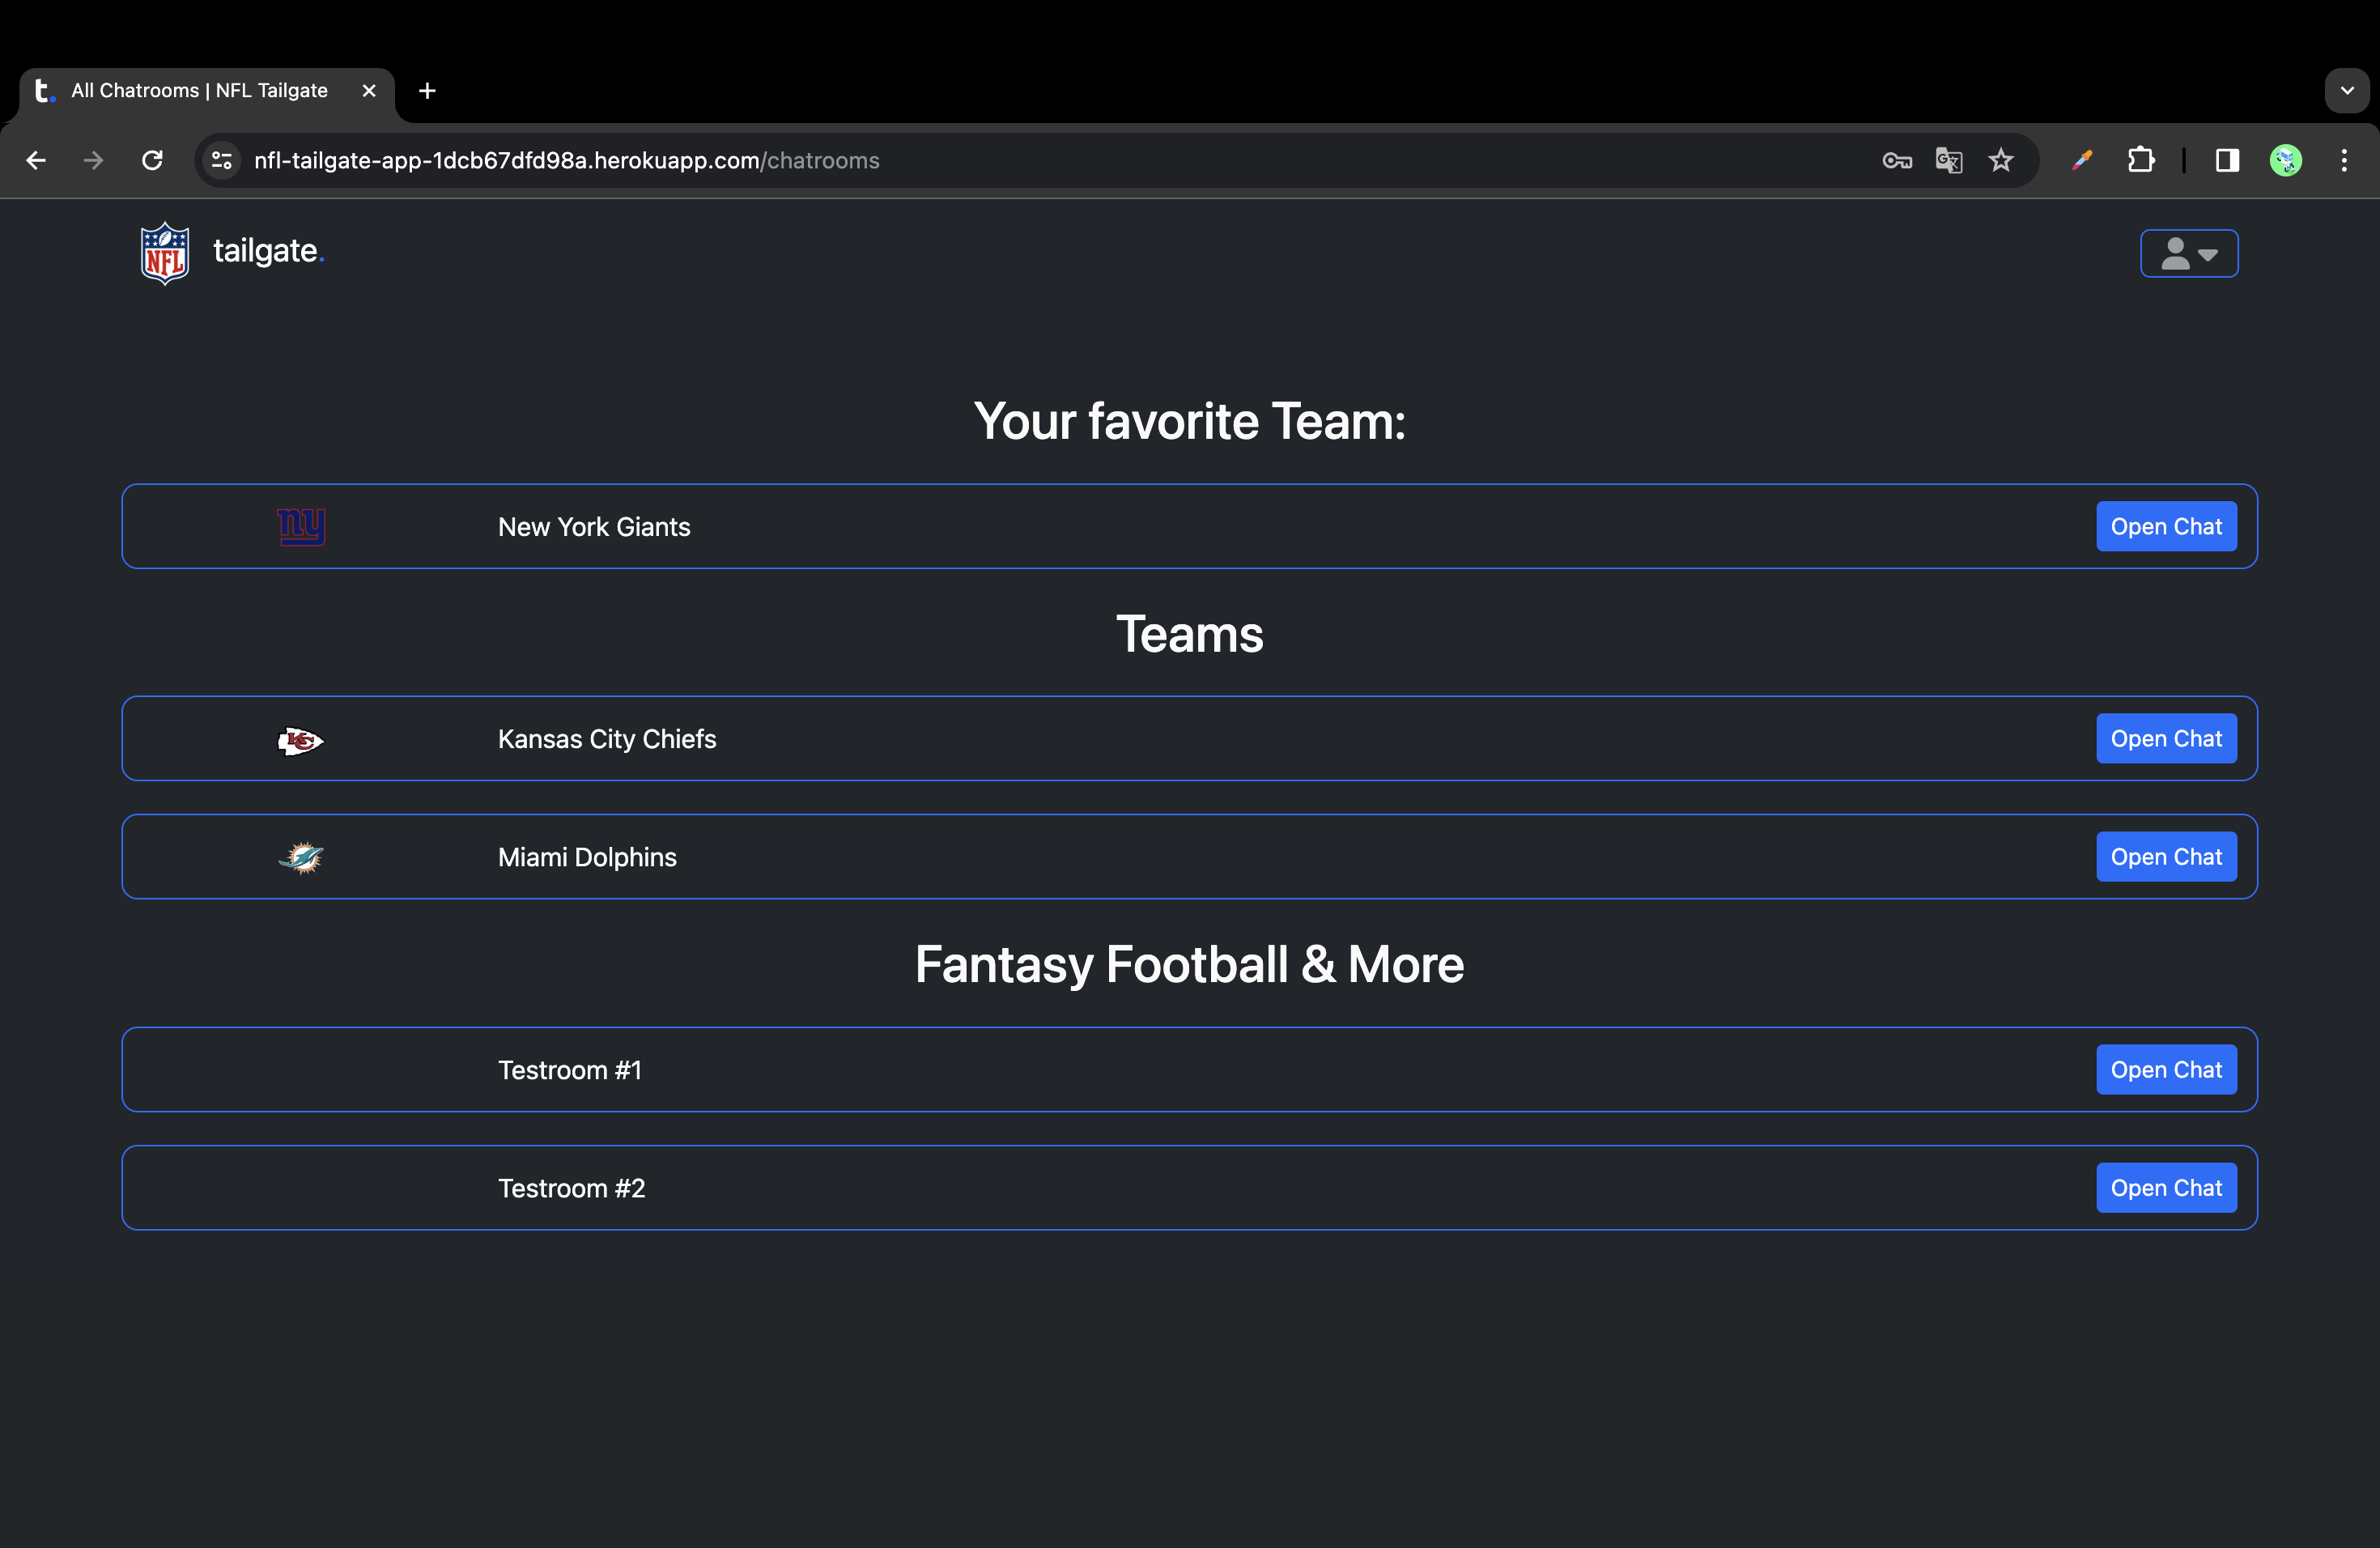 t. All Chatrooms | NFL Tailgate
nfl-tailgate-app-1dcb67dfd98a.herokuapp.com/chatrooms
NFL tailgate.
Your favorite Team:
ny New York Giants Open Chat
Teams
KC Kansas City Chiefs Open Chat
Miami Dolphins Open Chat
Fantasy Football & More
Testroom #1 Open Chat
Testroom #2 Open Chat